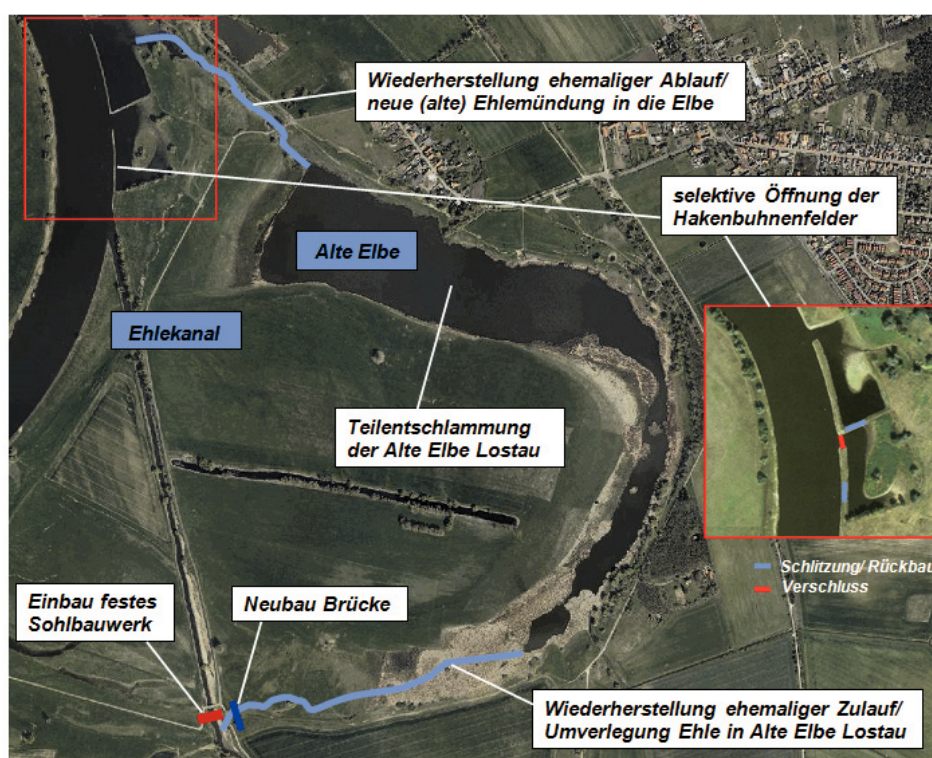 Wiederherstellung ehemaliger Ablauf/
neue (alte) Ehlemündung in die Elbe
selektive Öffnung der
Hakenbuhnenfelder
Alte Elbe
Ehlekanal
Teilentschlammung
der Alte Elbe Lostau
Schlitzung/ Rückbau
Verschluss
Einbau festes
Sohlbauwerk
Neubau Brücke
Wiederherstellung ehemaliger Zulauf/
Umverlegung Ehle in Alte Elbe Lostau